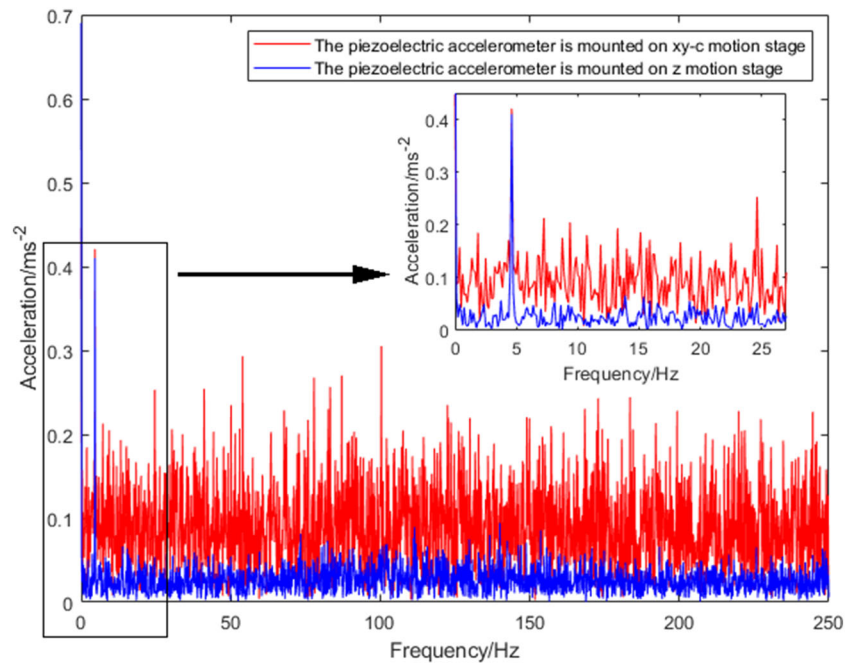 The piezoelectric accelerometer is mounted on xy-c motion stage
The piezoelectric accelerometer is mounted on z motion stage
0.7
0.6
0.5
0.4
0.3
0.2
0.1
0
Acceleration/ms⁻²
0 50 100 150 200 250
Frequency/Hz
0.4
0.3
0.2
0.1
0
Acceleration/ms⁻²
0 5 10 15 20 25
Frequency/Hz